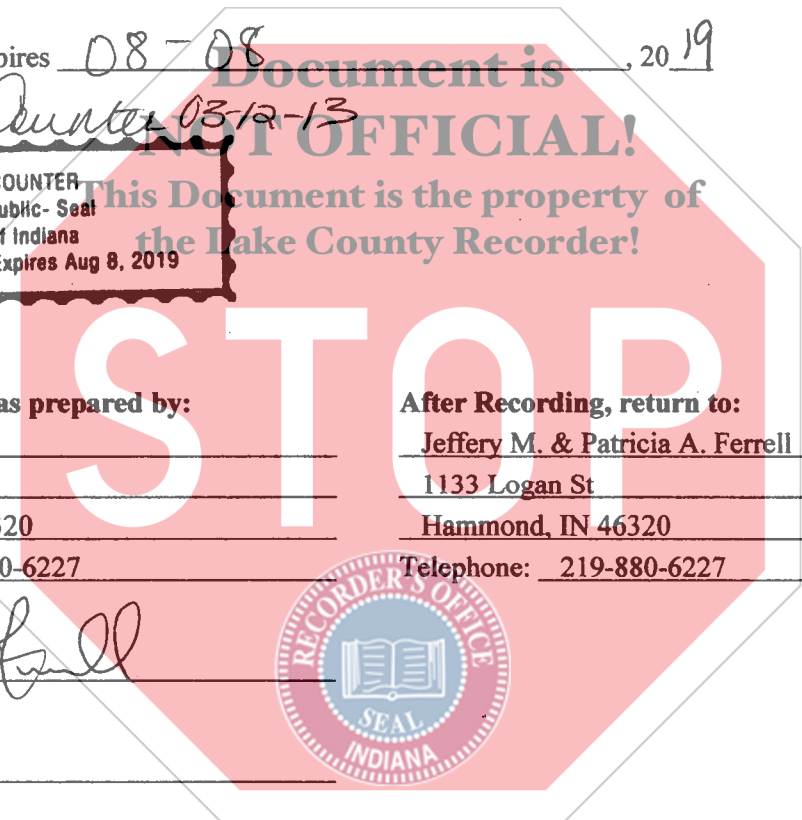 pires 08-08, 2019
Counter 03-12-13
Document is
NOT OFFICIAL!
This Document is the property of
the Lake County Recorder!
COUNTER
ublic- Seal
f Indiana
Expires Aug 8, 2019
STOP
as prepared by:
20
0-6227
After Recording, return to:
Jeffery M. & Patricia A. Ferrell
1133 Logan St
Hammond, IN 46320
Telephone: 219-880-6227
RECORDER'S OFFICE
SEAL
INDIANA